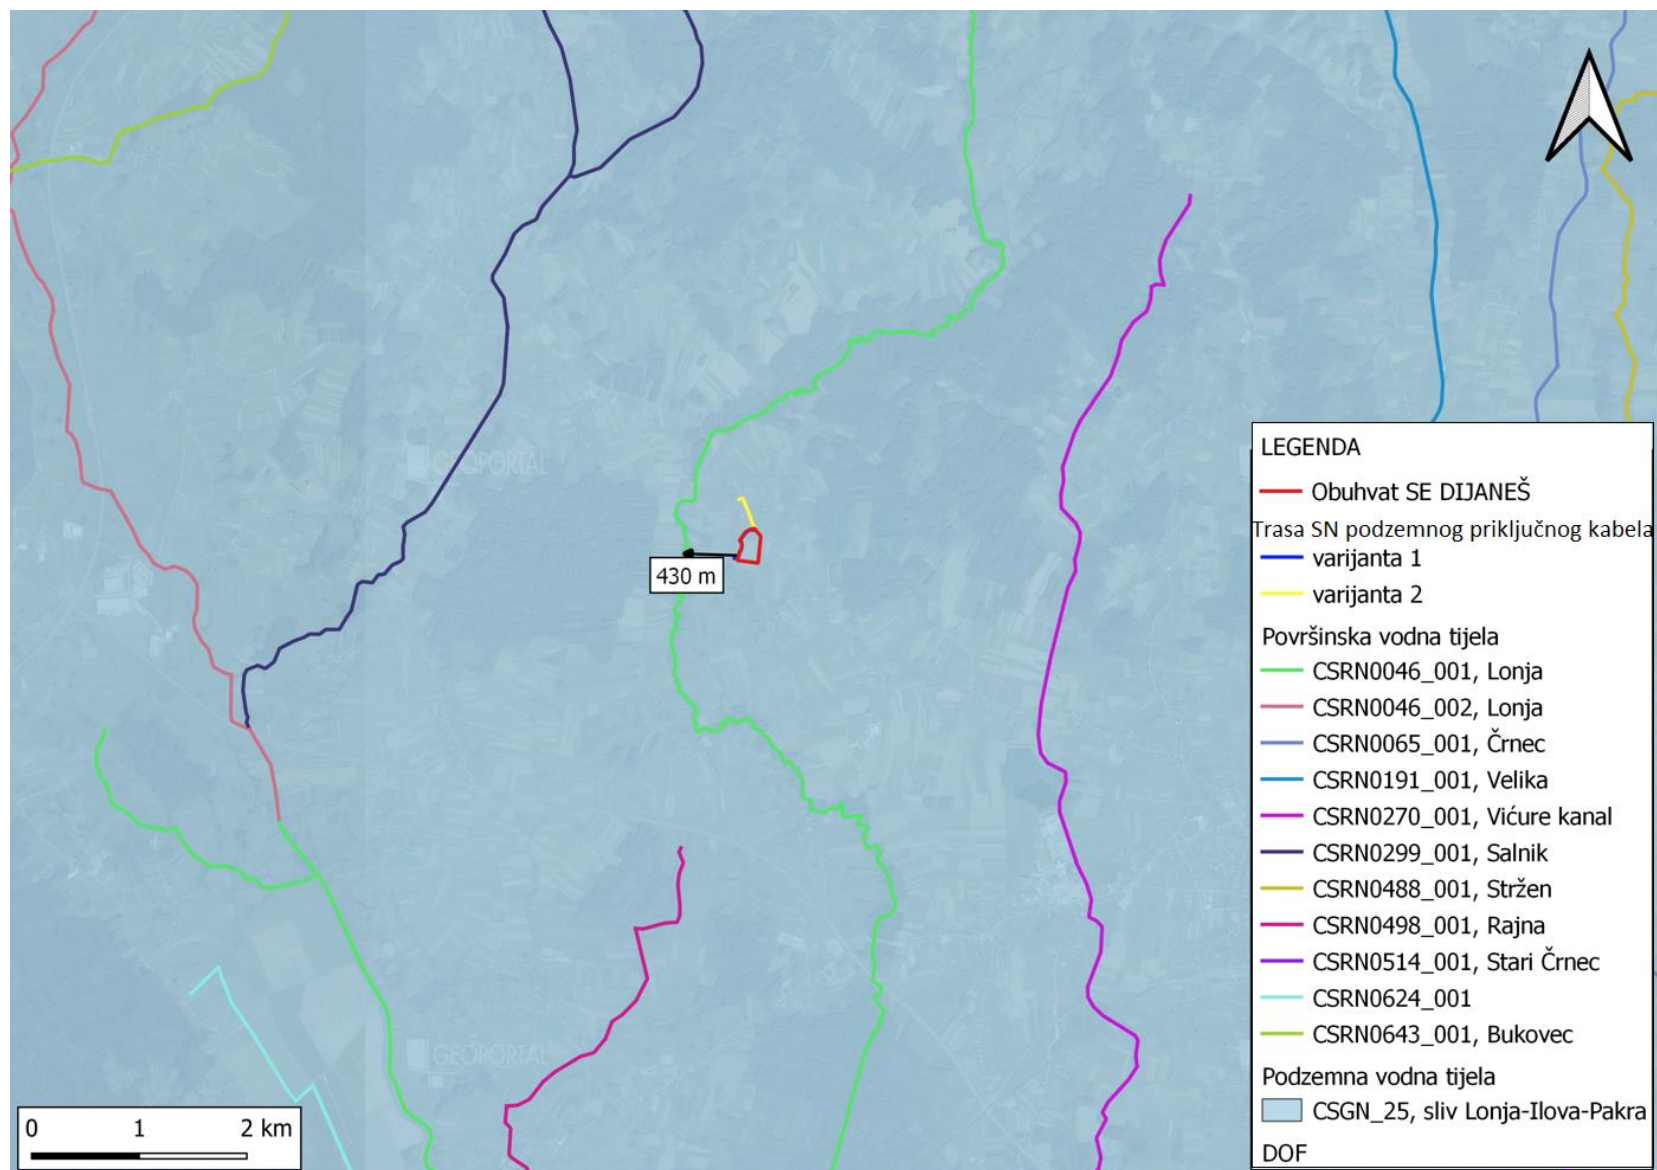 GEOPORTAL
430 m
GEOPORTAL
0 1 2 km
LEGENDA
Obuhvat SE DIJANEŠ
Trasa SN podzemnog priključnog kabela
varijanta 1
varijanta 2
Površinska vodna tijela
CSRN0046_001, Lonja
CSRN0046_002, Lonja
CSRN0065_001, Črnec
CSRN0191_001, Velika
CSRN0270_001, Vićure kanal
CSRN0299_001, Salnik
CSRN0488_001, Stržen
CSRN0498_001, Rajna
CSRN0514_001, Stari Črnec
CSRN0624_001
CSRN0643_001, Bukovec
Podzemna vodna tijela
CSGN_25, sliv Lonja-Ilova-Pakra
DOF